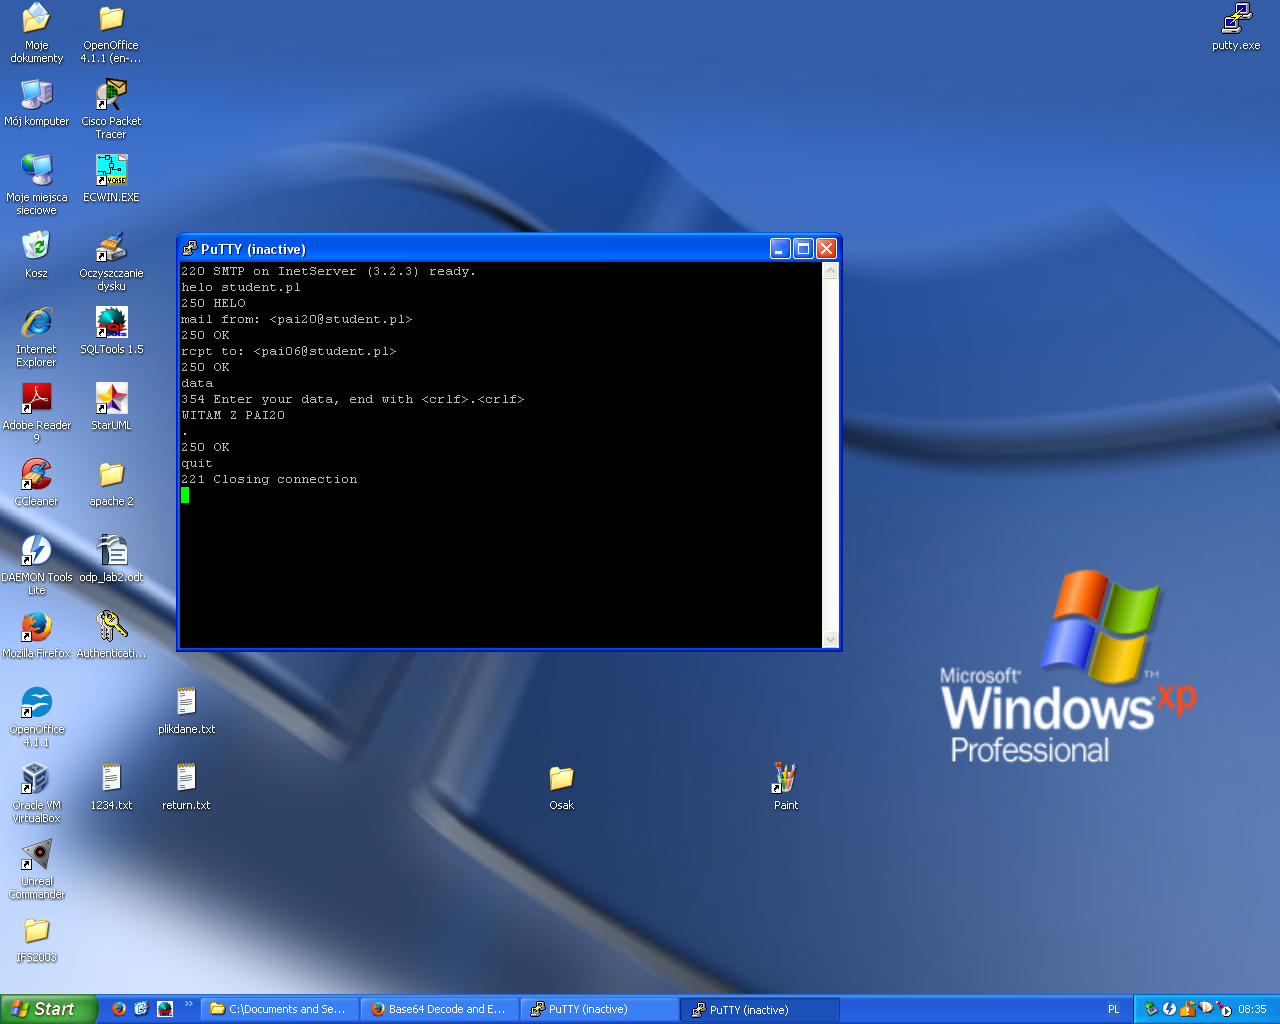 Moje
dokumenty
OpenOffice
4.1.1 (en-...
putty.exe
Mój komputer
Cisco Packet
Tracer
Moje miejsca
sieciowe
ECWIN.EXE
Kosz
Oczyszczanie
dysku
Internet
Explorer
SQLTools 1.5
Adobe Reader
9
StarUML
CCleaner
apache 2
DAEMON Tools
Lite
odp_lab2.odt
Mozilla Firefox
Authenticati...
OpenOffice
4.1.1
plikdane.txt
Oracle VM
VirtualBox
1234.txt
return.txt
Osak
Paint
Unreal
Commander
IFS2003
PuTTY (inactive)
220 SMTP on InetServer (3.2.3) ready.
helo student.pl
250 HELO
mail from: <pai20@student.pl>
250 OK
rcpt to: <pai06@student.pl>
250 OK
data
354 Enter your data, end with <crlf>.<crlf>
WITAM Z PAI20
.
250 OK
quit
221 Closing connection
Microsoft®
Windows xp™
Professional
Start
C:\Documents and Se...
Base64 Decode and E...
PuTTY (inactive)
PuTTY (inactive)
PL
08:35